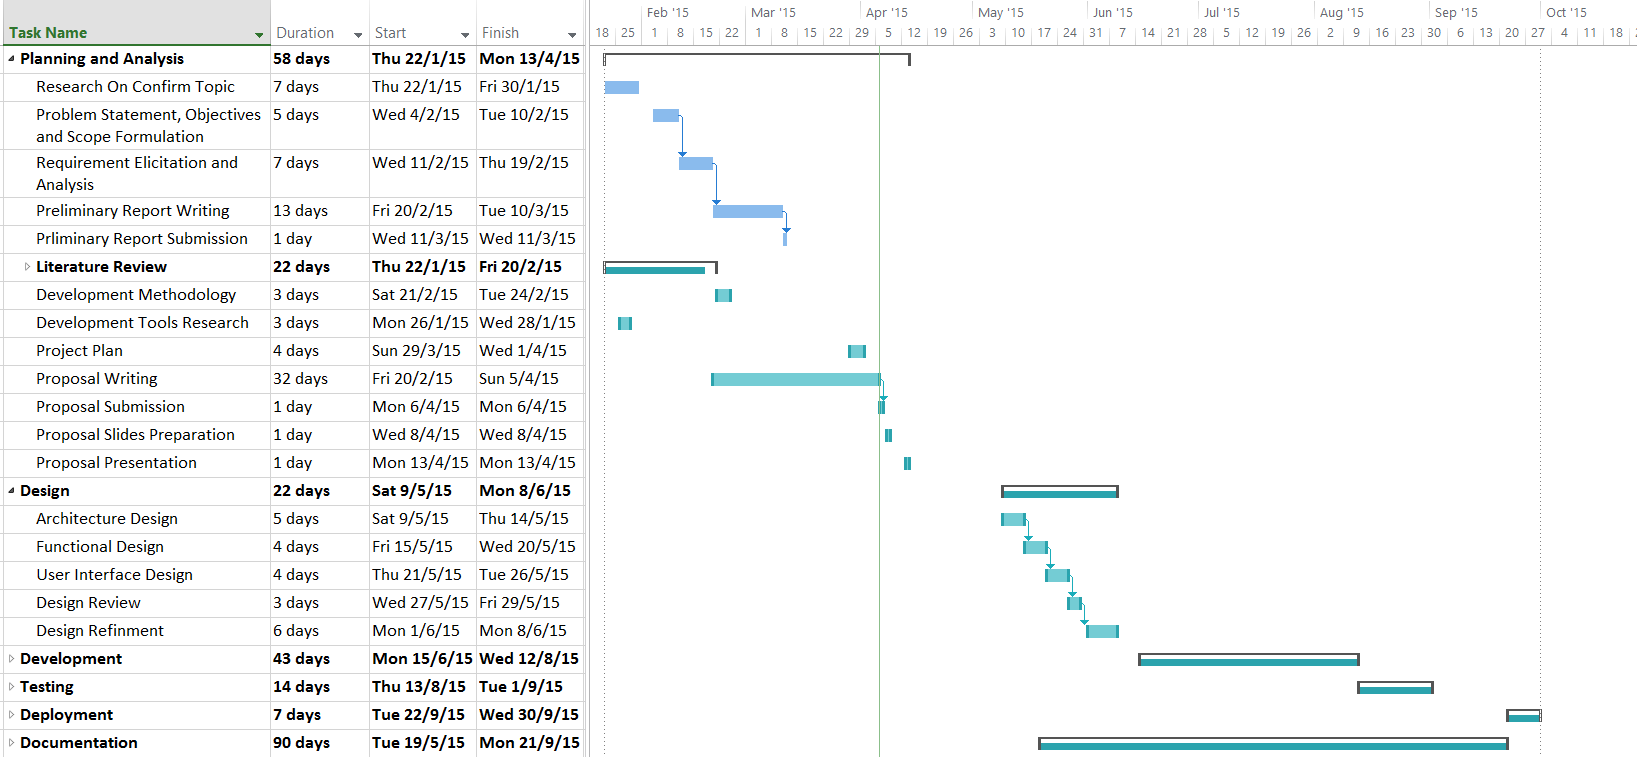 Feb '15 Mar '15 Apr '15 May '15 Jun '15 Jul '15 Aug '15 Sep '15 Oct '15
Task Name Duration Start Finish 18 25 1 8 15 22 1 8 15 22 29 5 12 19 26 3 10 17 24 31 7 14 21 28 5 12 19 26 2 9 16 23 30 6 13 20 27 4 11 18
Planning and Analysis 58 days Thu 22/1/15 Mon 13/4/15
Research On Confirm Topic 7 days Thu 22/1/15 Fri 30/1/15
Problem Statement, Objectives 5 days Wed 4/2/15 Tue 10/2/15
and Scope Formulation
Requirement Elicitation and 7 days Wed 11/2/15 Thu 19/2/15
Analysis
Preliminary Report Writing 13 days Fri 20/2/15 Tue 10/3/15
Prliminary Report Submission 1 day Wed 11/3/15 Wed 11/3/15
Literature Review 22 days Thu 22/1/15 Fri 20/2/15
Development Methodology 3 days Sat 21/2/15 Tue 24/2/15
Development Tools Research 3 days Mon 26/1/15 Wed 28/1/15
Project Plan 4 days Sun 29/3/15 Wed 1/4/15
Proposal Writing 32 days Fri 20/2/15 Sun 5/4/15
Proposal Submission 1 day Mon 6/4/15 Mon 6/4/15
Proposal Slides Preparation 1 day Wed 8/4/15 Wed 8/4/15
Proposal Presentation 1 day Mon 13/4/15 Mon 13/4/15
Design 22 days Sat 9/5/15 Mon 8/6/15
Architecture Design 5 days Sat 9/5/15 Thu 14/5/15
Functional Design 4 days Fri 15/5/15 Wed 20/5/15
User Interface Design 4 days Thu 21/5/15 Tue 26/5/15
Design Review 3 days Wed 27/5/15 Fri 29/5/15
Design Refinment 6 days Mon 1/6/15 Mon 8/6/15
Development 43 days Mon 15/6/15 Wed 12/8/15
Testing 14 days Thu 13/8/15 Tue 1/9/15
Deployment 7 days Tue 22/9/15 Wed 30/9/15
Documentation 90 days Tue 19/5/15 Mon 21/9/15